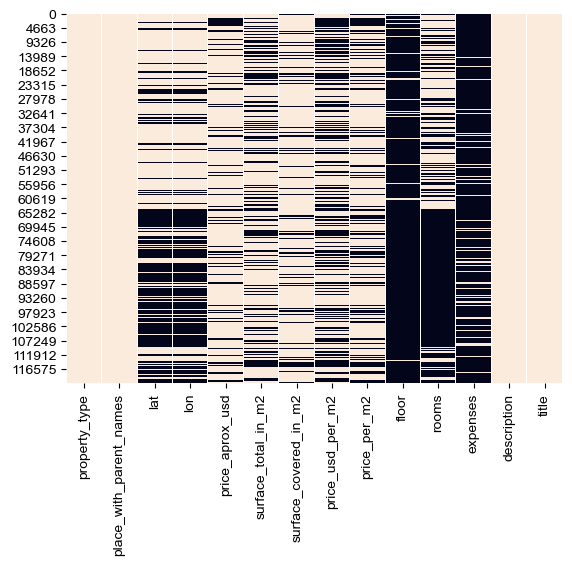 0
4663
9326
13989
18652
23315
27978
32641
37304
41967
46630
51293
55956
60619
65282
69945
74608
79271
83934
88597
93260
97923
102586
107249
111912
116575
property_type
place_with_parent_names
lat
lon
price_aprox_usd
surface_total_in_m2
surface_covered_in_m2
price_usd_per_m2
price_per_m2
floor
rooms
expenses
description
title